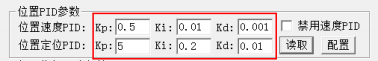 位置PID参数
位置速度PID: Kp: 0.5 Ki: 0.01 Kd: 0.001 禁用速度PID
位置定位PID: Kp: 5 Ki: 0.2 Kd: 0.01 读取 配置